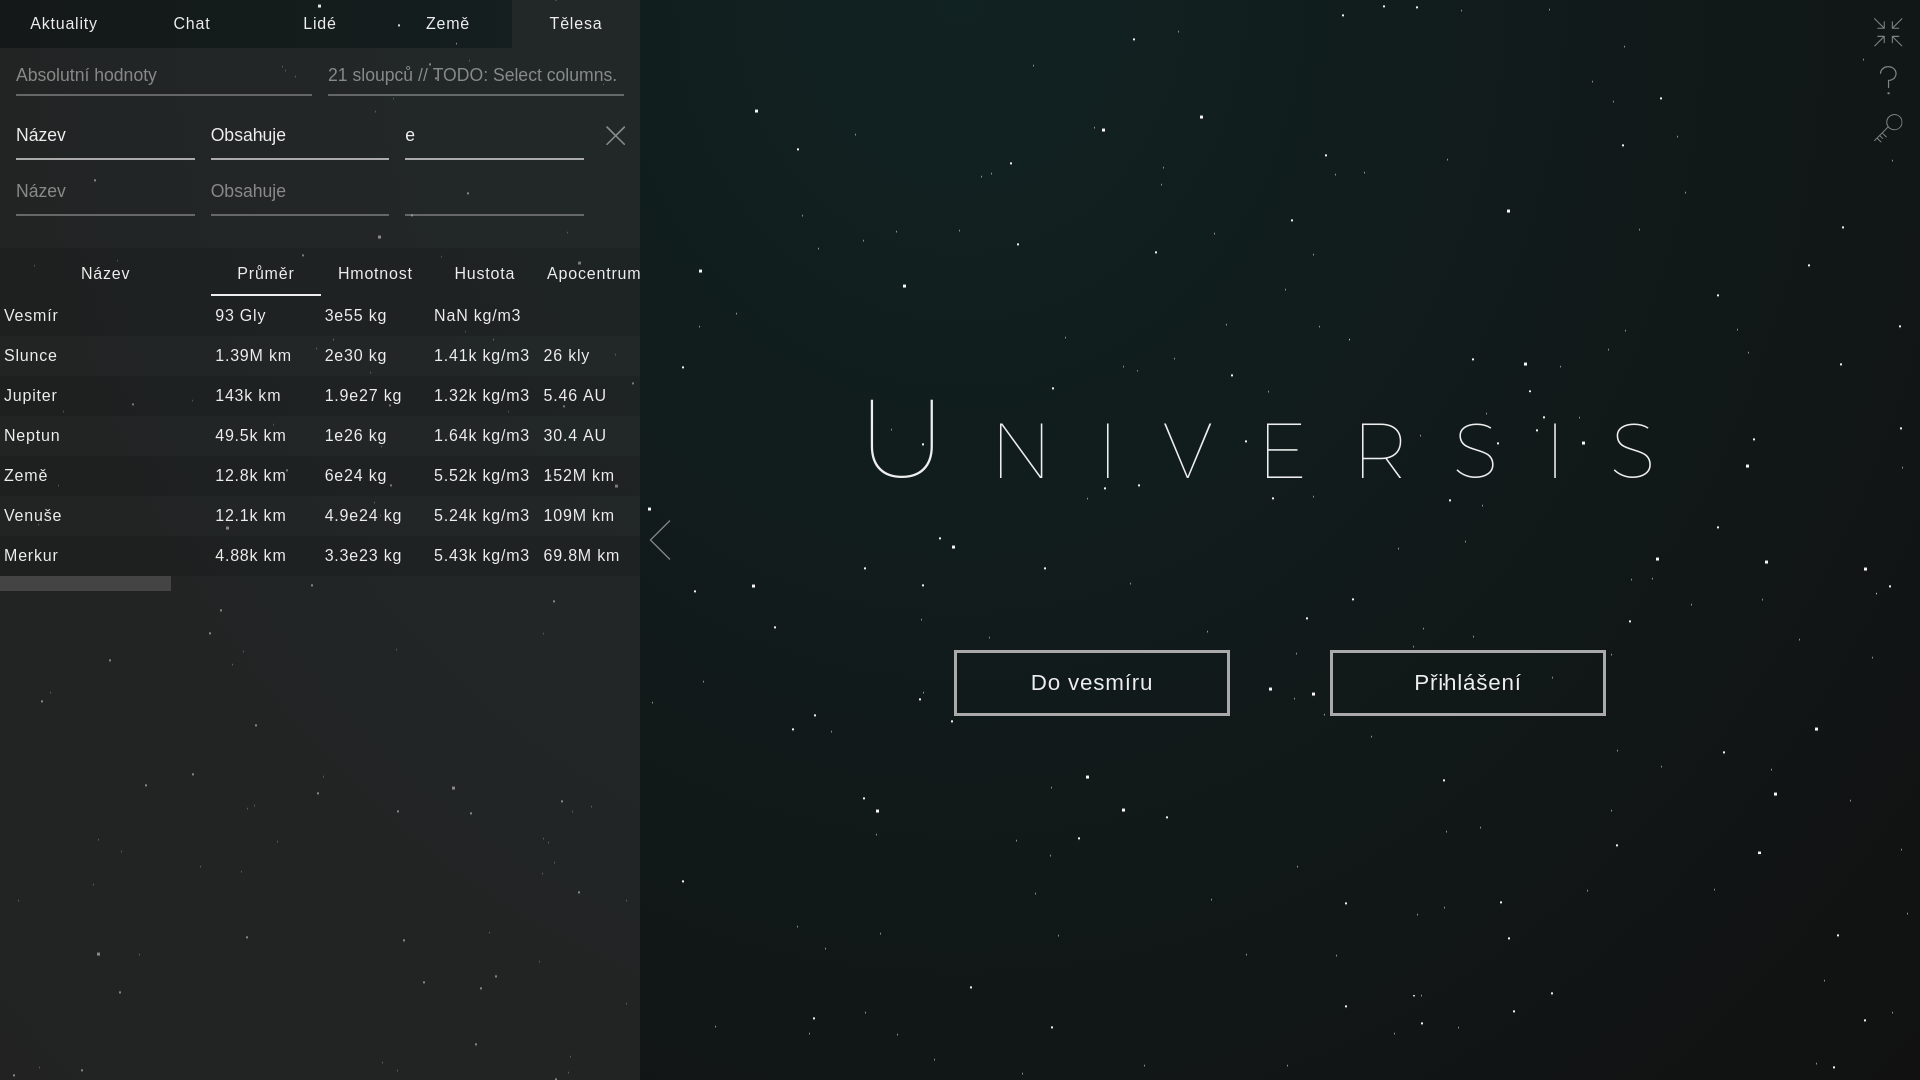 Aktuality Chat Lidé Země Tělesa
Absolutní hodnoty 21 sloupců // TODO: Select columns.
Název Obsahuje e
Název Obsahuje
Název Průměr Hmotnost Hustota Apocentrum
Vesmír 93 Gly 3e55 kg NaN kg/m3
Slunce 1.39M km 2e30 kg 1.41k kg/m3 26 kly
Jupiter 143k km 1.9e27 kg 1.32k kg/m3 5.46 AU
Neptun 49.5k km 1e26 kg 1.64k kg/m3 30.4 AU
Země 12.8k km 6e24 kg 5.52k kg/m3 152M km
Venuše 12.1k km 4.9e24 kg 5.24k kg/m3 109M km
Merkur 4.88k km 3.3e23 kg 5.43k kg/m3 69.8M km
UNIVERSIS
Do vesmíru Přihlášení